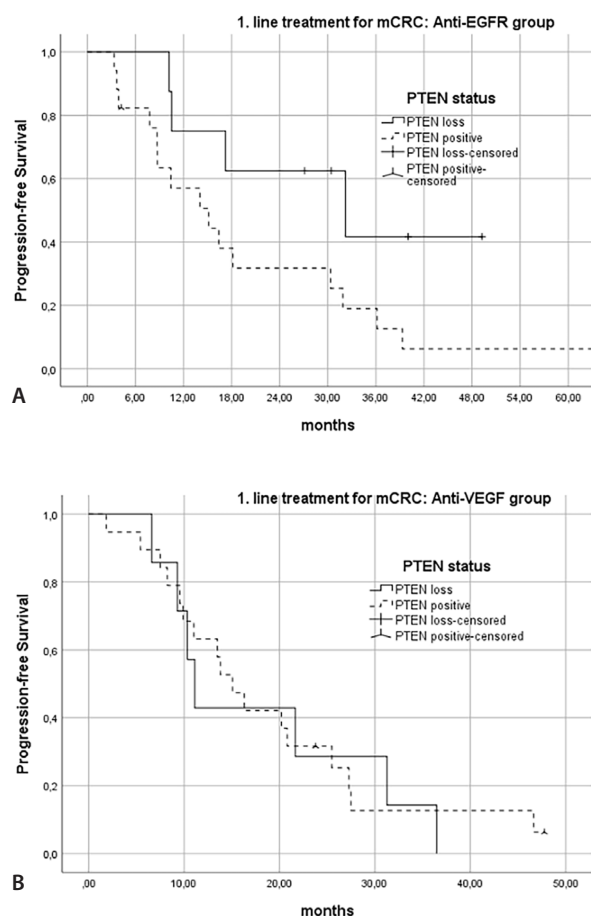 1. line treatment for mCRC: Anti-EGFR group
PTEN status
PTEN loss
PTEN positive
PTEN loss-censored
PTEN positive-
censored
Progression-free Survival
1,0
0,8
0,6
0,4
0,2
0,0
,00 6,00 12,00 18,00 24,00 30,00 36,00 42,00 48,00 54,00 60,00
months
A
1. line treatment for mCRC: Anti-VEGF group
PTEN status
PTEN loss
PTEN positive
PTEN loss-censored
PTEN positive-censored
Progression-free Survival
1,0
0,8
0,6
0,4
0,2
0,0
,00 10,00 20,00 30,00 40,00 50,00
months
B